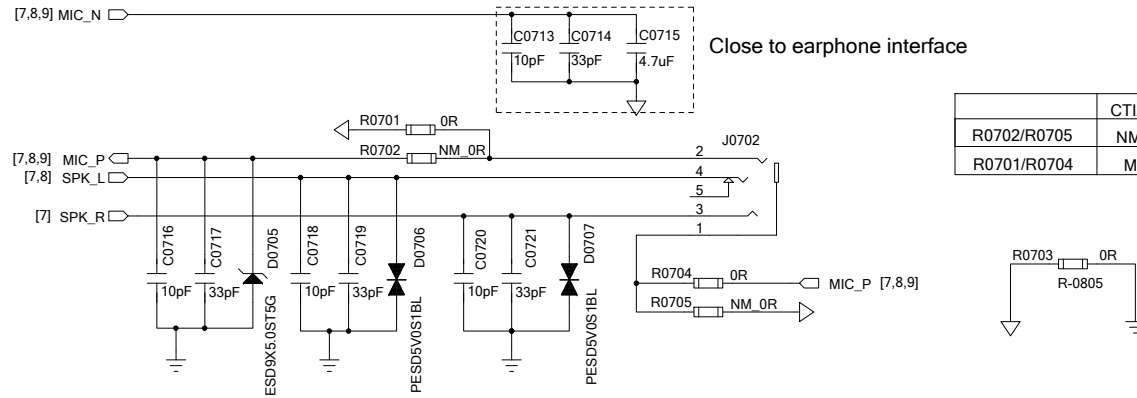 [7,8,9] MIC_N
C0713
C0714
C0715
10pF
33pF
4.7uF
Close to earphone interface
R0701
0R
R0702
NM_0R
J0702
[7,8,9] MIC_P
[7,8] SPK_L
[7] SPK_R
2
4
5
3
1
C0716
10pF
C0717
33pF
D0705
ESD9X5.0ST5G
C0718
10pF
C0719
33pF
D0706
PESD5V0S1BL
C0720
10pF
C0721
33pF
D0707
PESD5V0S1BL
R0704
0R
MIC_P [7,8,9]
R0705
NM_0R
R0702/R0705
R0701/R0704
R0703
0R
R-0805